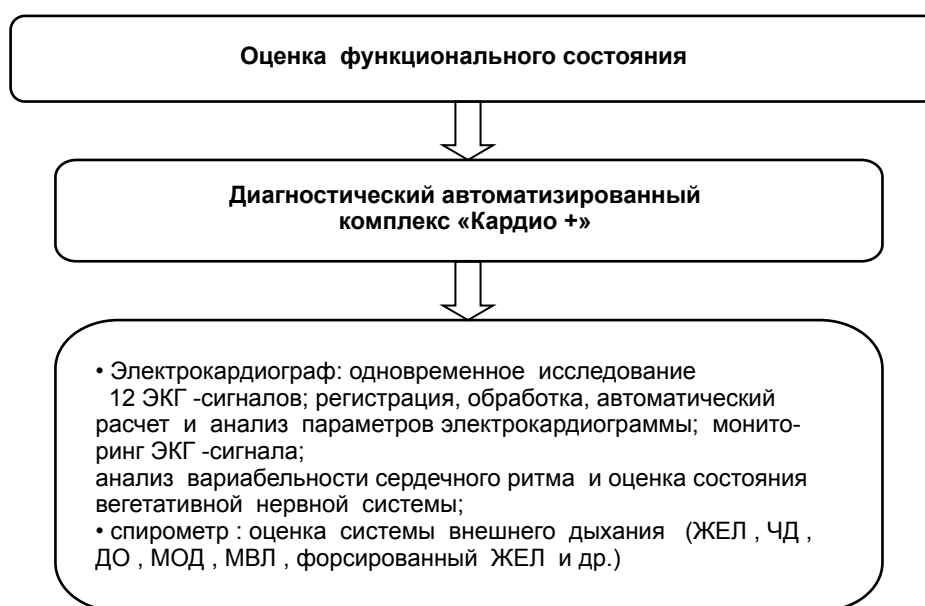 Оценка функционального состояния
Диагностический автоматизированный
комплекс «Кардио +»
• Электрокардиограф: одновременное исследование
12 ЭКГ -сигналов; регистрация, обработка, автоматический
расчет и анализ параметров электрокардиограммы; монито-
ринг ЭКГ -сигнала;
анализ вариабельности сердечного ритма и оценка состояния
вегетативной нервной системы;
• спирометр : оценка системы внешнего дыхания (ЖЕЛ , ЧД ,
ДО , МОД , МВЛ , форсированный ЖЕЛ и др.)